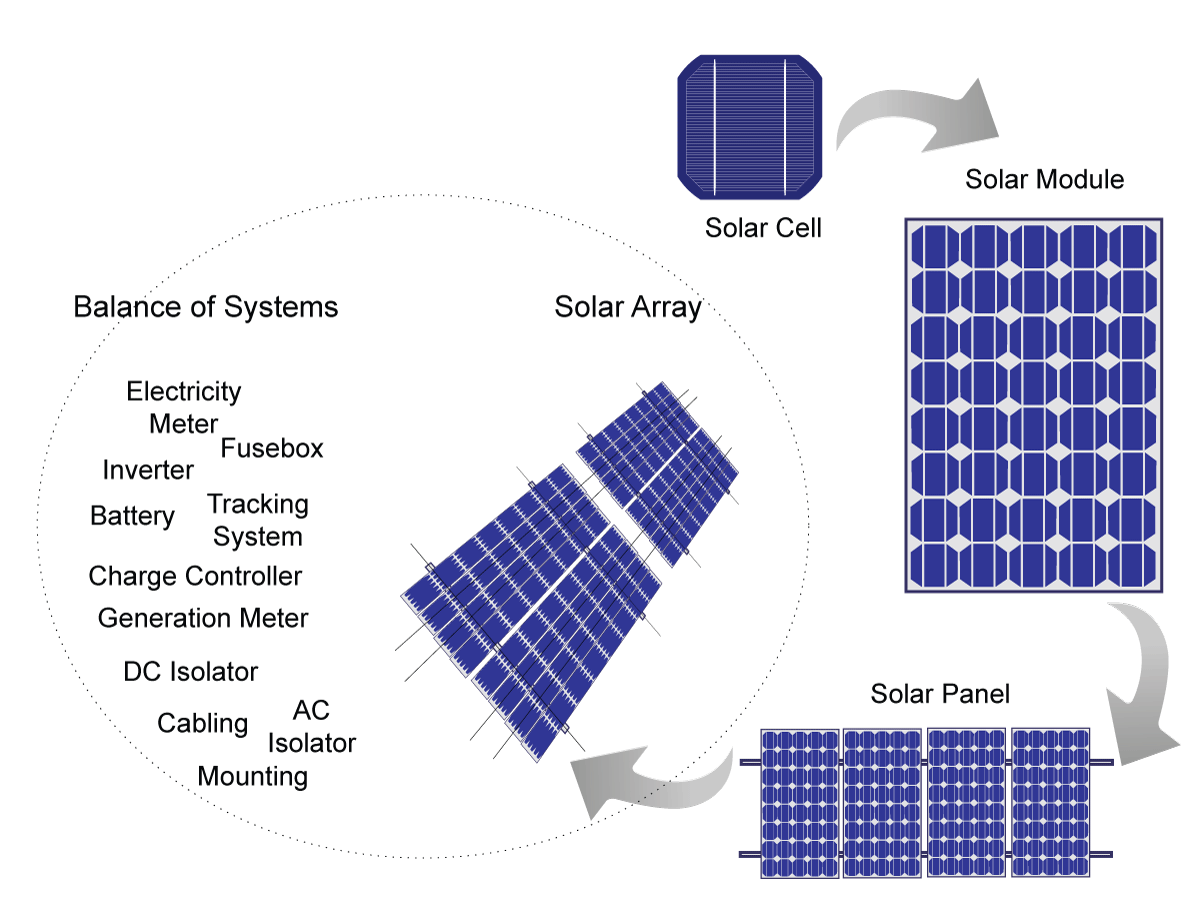 Solar Cell
Solar Module
Balance of Systems
Solar Array
Electricity
Meter
Fusebox
Inverter
Battery
Tracking
System
Charge Controller
Generation Meter
DC Isolator
Cabling
AC
Isolator
Mounting
Solar Panel